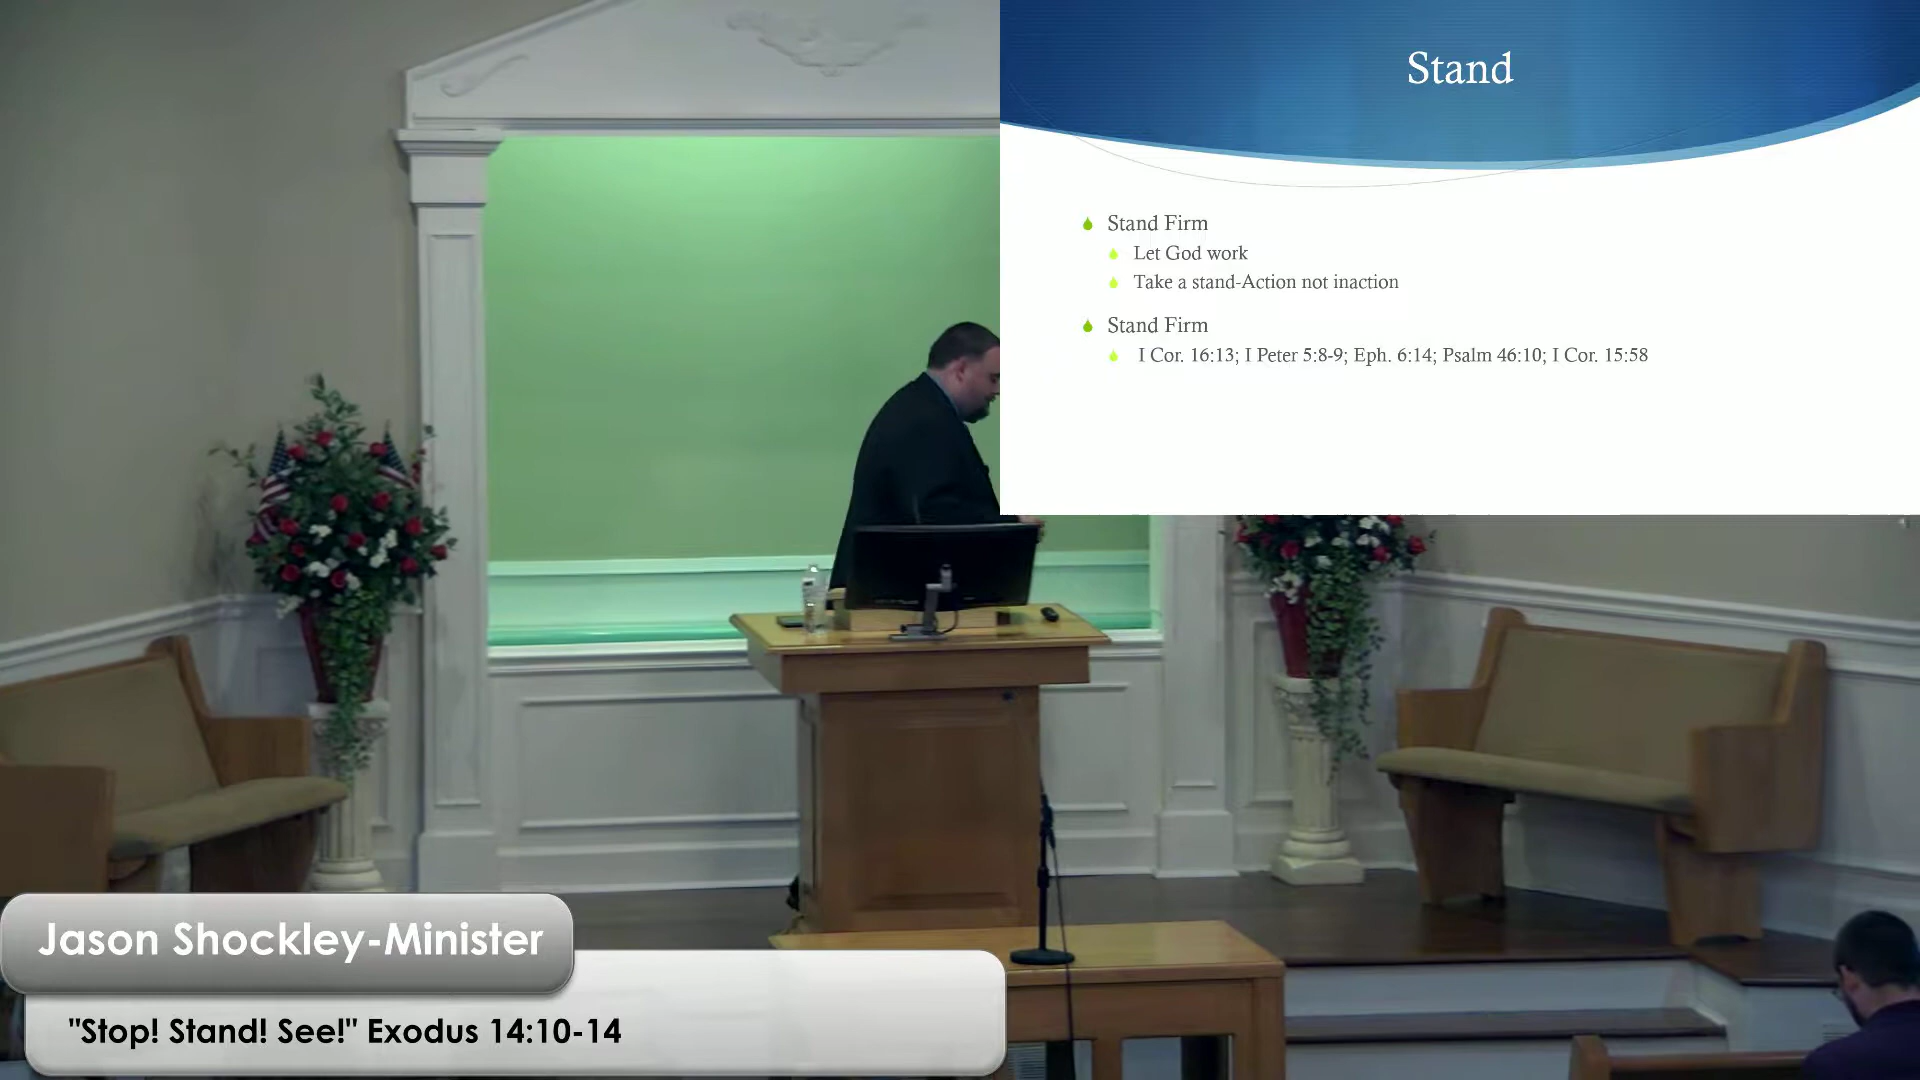 Stand
Stand Firm
Let God work
Take a stand-Action not inaction
Stand Firm
I Cor. 16:13; I Peter 5:8-9; Eph. 6:14; Psalm 46:10; I Cor. 15:58
Jason Shockley-Minister
"Stop! Stand! See!" Exodus 14:10-14